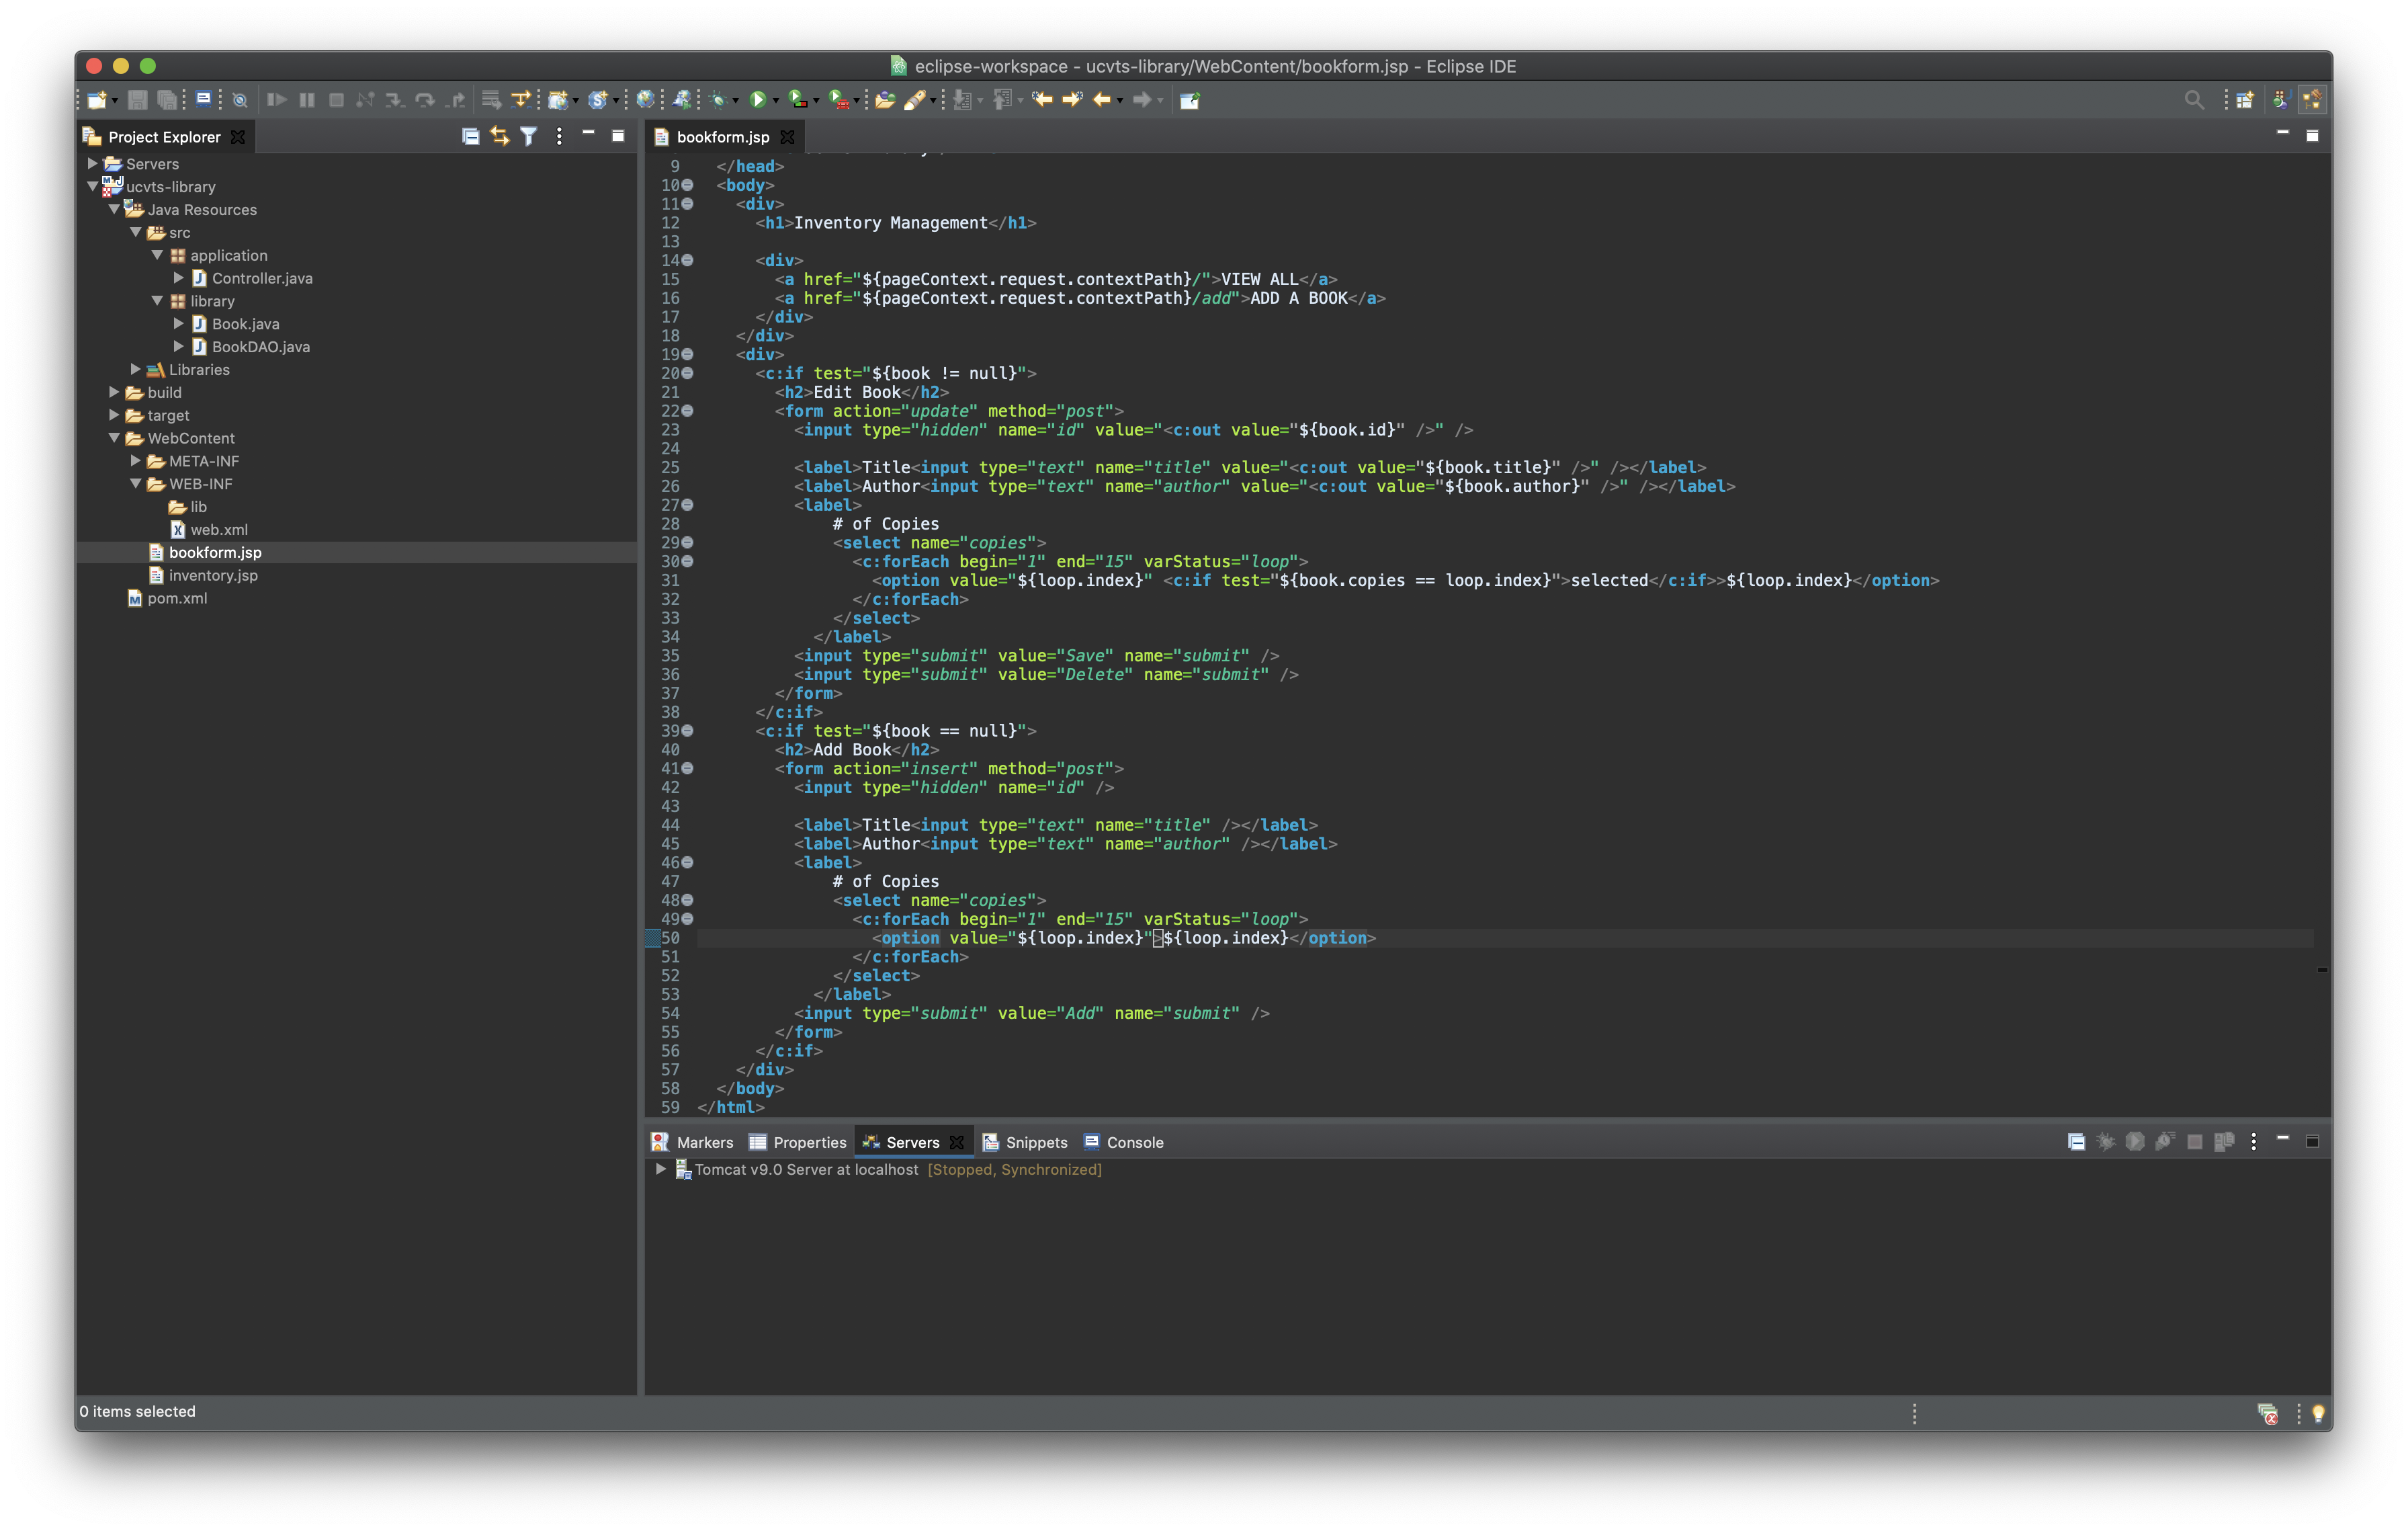 eclipse-workspace - ucvts-library/WebContent/bookform.jsp - Eclipse IDE
Project Explorer
Servers
ucvts-library
Java Resources
src
application
Controller.java
library
Book.java
BookDAO.java
Libraries
build
target
WebContent
META-INF
WEB-INF
lib
web.xml
bookform.jsp
inventory.jsp
pom.xml
bookform.jsp
9 </head>
10 <body>
11 <div>
12 <h1>Inventory Management</h1>
13
14 <div>
15 <a href="${pageContext.request.contextPath}/">VIEW ALL</a>
16 <a href="${pageContext.request.contextPath}/add">ADD A BOOK</a>
17 </div>
18 </div>
19 <div>
20 <c:if test="${book != null}">
21 <h2>Edit Book</h2>
22 <form action="update" method="post">
23 <input type="hidden" name="id" value="<c:out value="${book.id}" />" />
24
25 <label>Title<input type="text" name="title" value="<c:out value="${book.title}" />" /></label>
26 <label>Author<input type="text" name="author" value="<c:out value="${book.author}" />" /></label>
27 <label>
28 # of Copies
29 <select name="copies">
30 <c:forEach begin="1" end="15" varStatus="loop">
31 <option value="${loop.index}" <c:if test="${book.copies == loop.index}">selected</c:if>>${loop.index}</option>
32 </c:forEach>
33 </select>
34 </label>
35 <input type="submit" value="Save" name="submit" />
36 <input type="submit" value="Delete" name="submit" />
37 </form>
38 </c:if>
39 <c:if test="${book == null}">
40 <h2>Add Book</h2>
41 <form action="insert" method="post">
42 <input type="hidden" name="id" />
43
44 <label>Title<input type="text" name="title" /></label>
45 <label>Author<input type="text" name="author" /></label>
46 <label>
47 # of Copies
48 <select name="copies">
49 <c:forEach begin="1" end="15" varStatus="loop">
50 <option value="${loop.index}">${loop.index}</option>
51 </c:forEach>
52 </select>
53 </label>
54 <input type="submit" value="Add" name="submit" />
55 </form>
56 </c:if>
57 </div>
58 </body>
59 </html>
Markers Properties Servers Snippets Console
Tomcat v9.0 Server at localhost [Stopped, Synchronized]
0 items selected